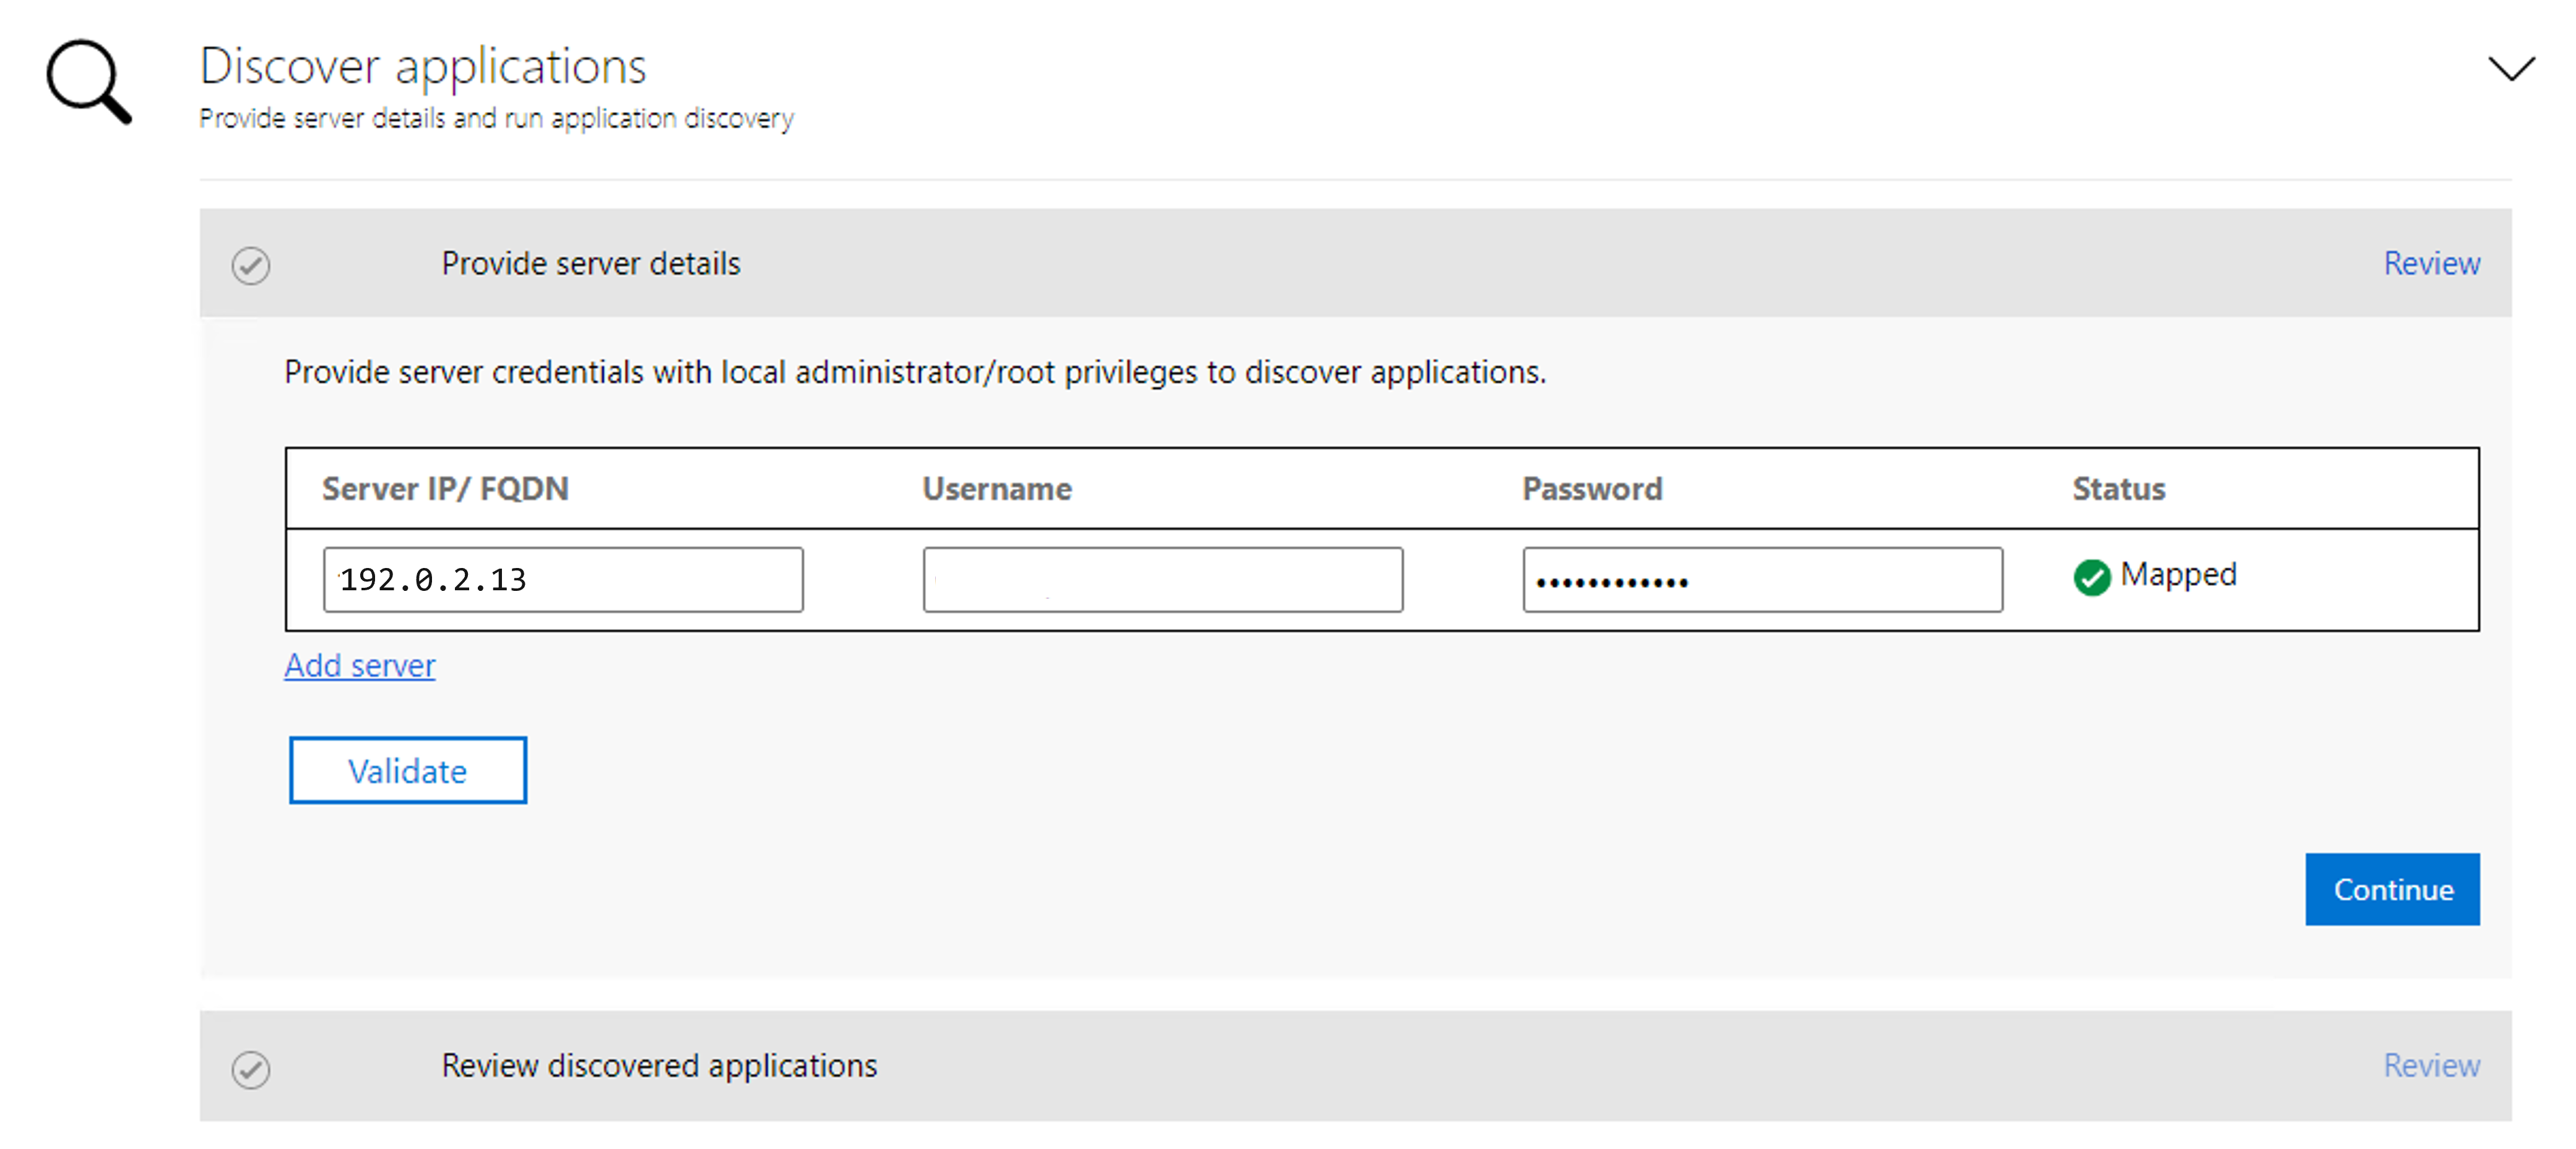 Discover applications
Provide server details and run application discovery
Provide server details Review
Provide server credentials with local administrator/root privileges to discover applications.
Server IP/ FQDN Username Password Status
192.0.2.13 •••••••••••• Mapped
Add server
Validate
Continue
Review discovered applications Review